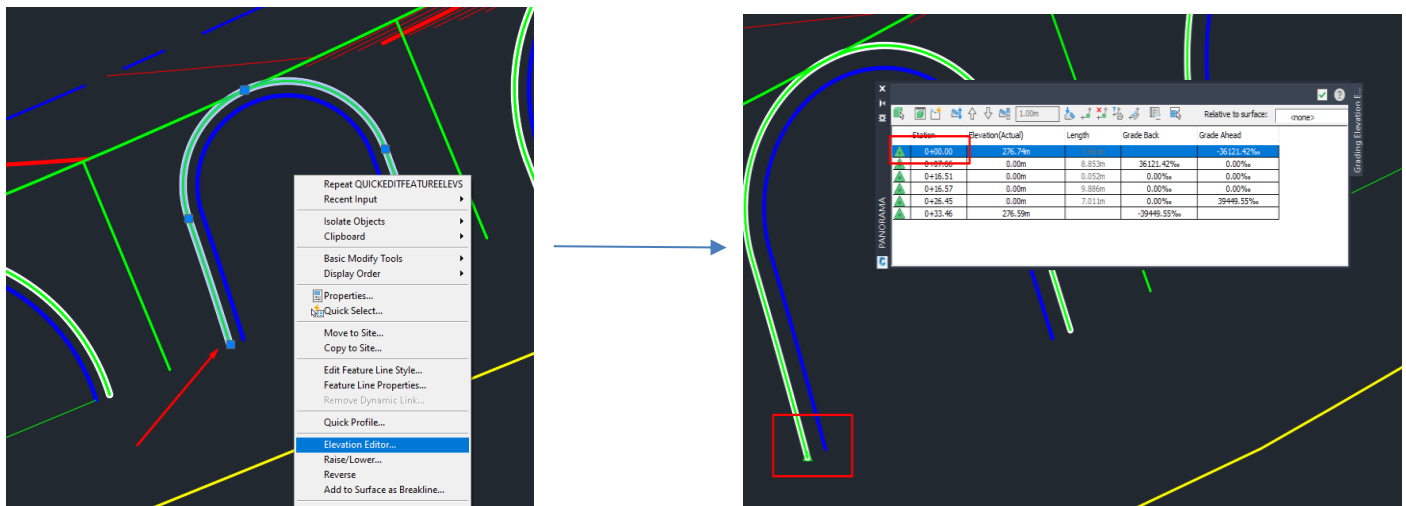 Repeat QUICKEDITFEATUREELEVS
Recent Input
Isolate Objects
Clipboard
Basic Modify Tools
Display Order
Properties...
Quick Select...
Move to Site...
Copy to Site...
Edit Feature Line Style...
Feature Line Properties...
Remove Dynamic Link...
Quick Profile...
Elevation Editor...
Raise/Lower...
Reverse
Add to Surface as Breakline...
PANORAMA
Grading Elevation E...
1.00m Relative to surface: <none>
Station Elevation(Actual) Length Grade Back Grade Ahead
0+00.00 276.74m -36121.42‰
0+07.66 0.00m 8.853m 36121.42‰ 0.00‰
0+16.51 0.00m 0.052m 0.00‰ 0.00‰
0+16.57 0.00m 9.886m 0.00‰ 0.00‰
0+26.45 0.00m 7.011m 0.00‰ 39449.55‰
0+33.46 276.59m -39449.55‰